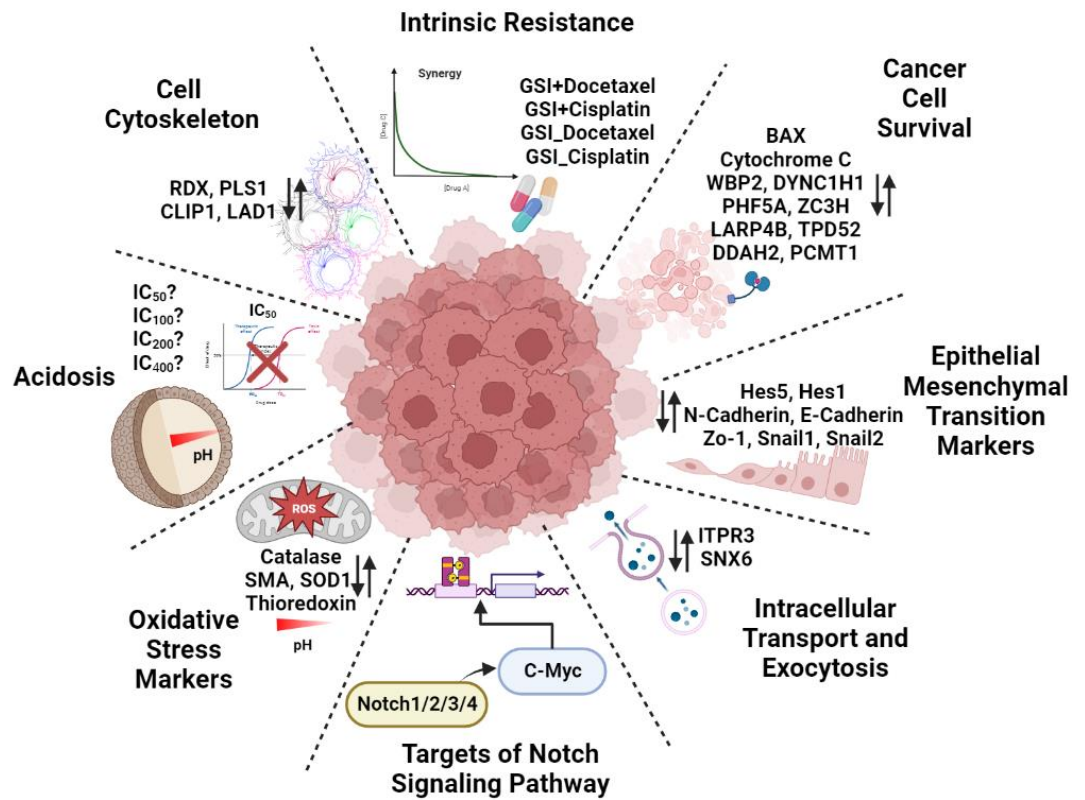 Intrinsic Resistance
Synergy
[Drug C]
[Drug A]
GSI+Docetaxel
GSI+Cisplatin
GSI_Docetaxel
GSI_Cisplatin
Cancer
Cell
Survival
BAX
Cytochrome C
WBP2, DYNC1H1
PHF5A, ZC3H
LARP4B, TPD52
DDAH2, PCMT1
Epithelial
Mesenchymal
Transition
Markers
Hes5, Hes1
N-Cadherin, E-Cadherin
Zo-1, Snail1, Snail2
ITPR3
SNX6
Intracellular
Transport and
Exocytosis
C-Myc
Notch1/2/3/4
Targets of Notch
Signaling Pathway
ROS
Catalase
SMA, SOD1
Thioredoxin
pH
Oxidative
Stress
Markers
Acidosis
IC50?
IC100?
IC200?
IC400?
IC50
Drug dose
pH
Cell
Cytoskeleton
RDX, PLS1
CLIP1, LAD1